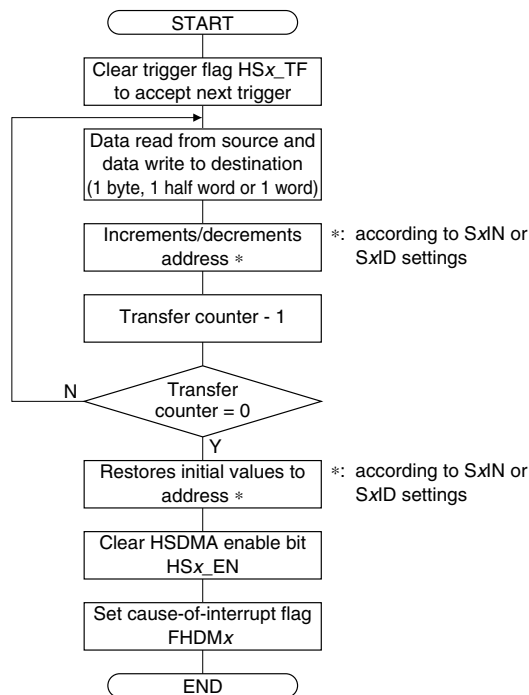 START
Clear trigger flag HSx_TF
to accept next trigger
Data read from source and
data write to destination
(1 byte, 1 half word or 1 word)
Increments/decrements
address *
*: according to SxIN or
SxID settings
Transfer counter - 1
N
Transfer
counter = 0
Y
Restores initial values to
address *
*: according to SxIN or
SxID settings
Clear HSDMA enable bit
HSx_EN
Set cause-of-interrupt flag
FHDMx
END